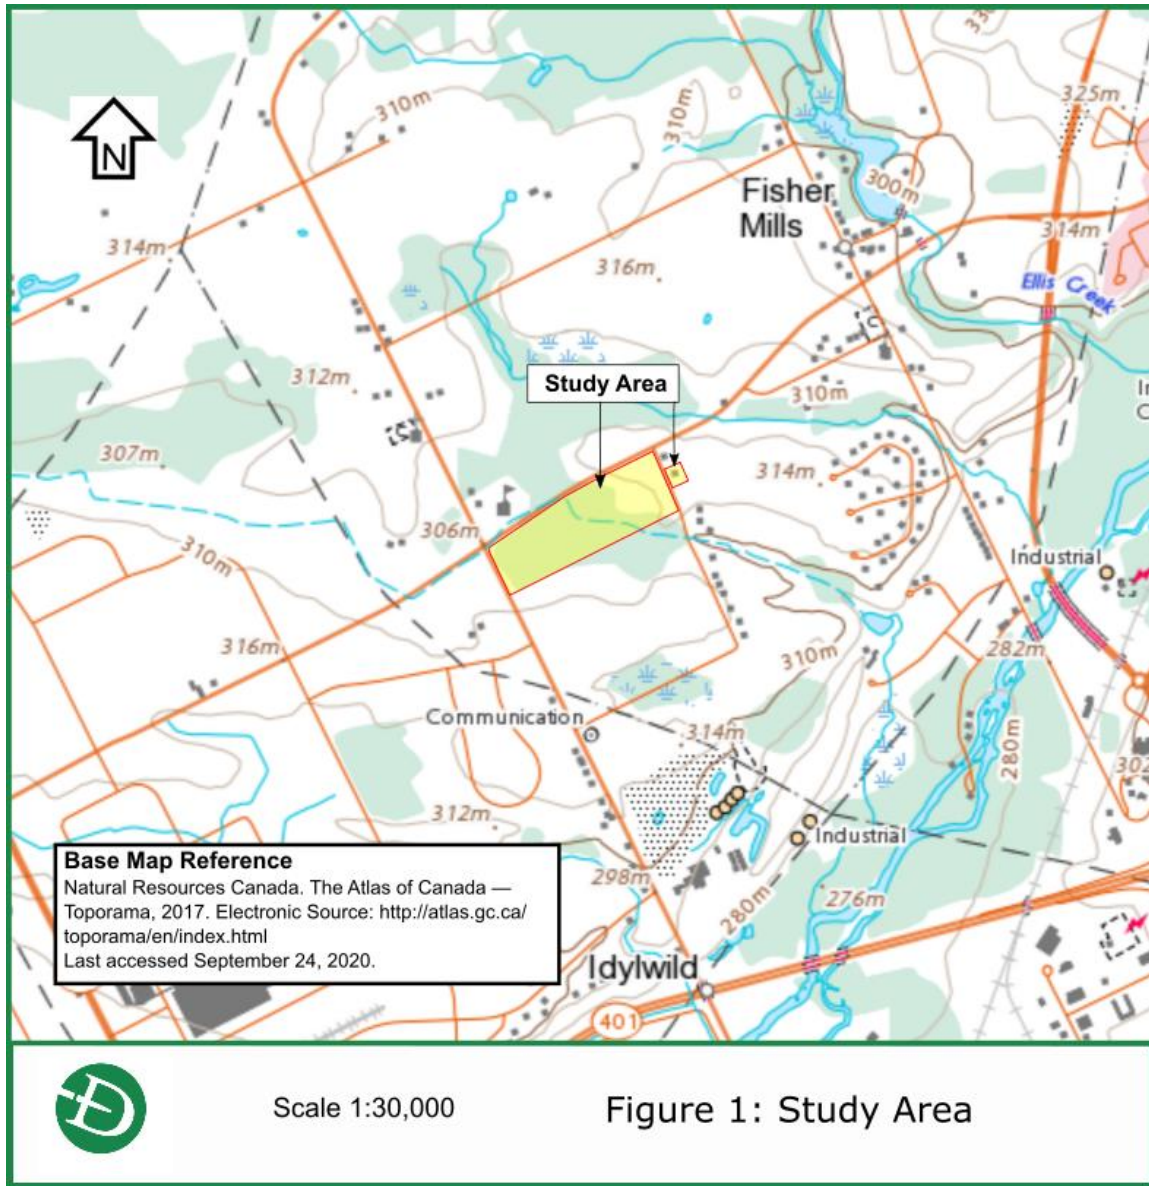 330
310m
325m
310m
N
Fisher
Mills
300m
314m
314m
316m
Ellis Creek
In
C
Study Area
312m
310m
307m
314m
306m
310m
Industrial
316m
310m
282m
Communication
314m
280m
302
312m
Industrial
298m
280m
276m
Idylwild
401
Base Map Reference
Natural Resources Canada. The Atlas of Canada —
Toporama, 2017. Electronic Source: http://atlas.gc.ca/
toporama/en/index.html
Last accessed September 24, 2020.
D
Scale 1:30,000
Figure 1: Study Area